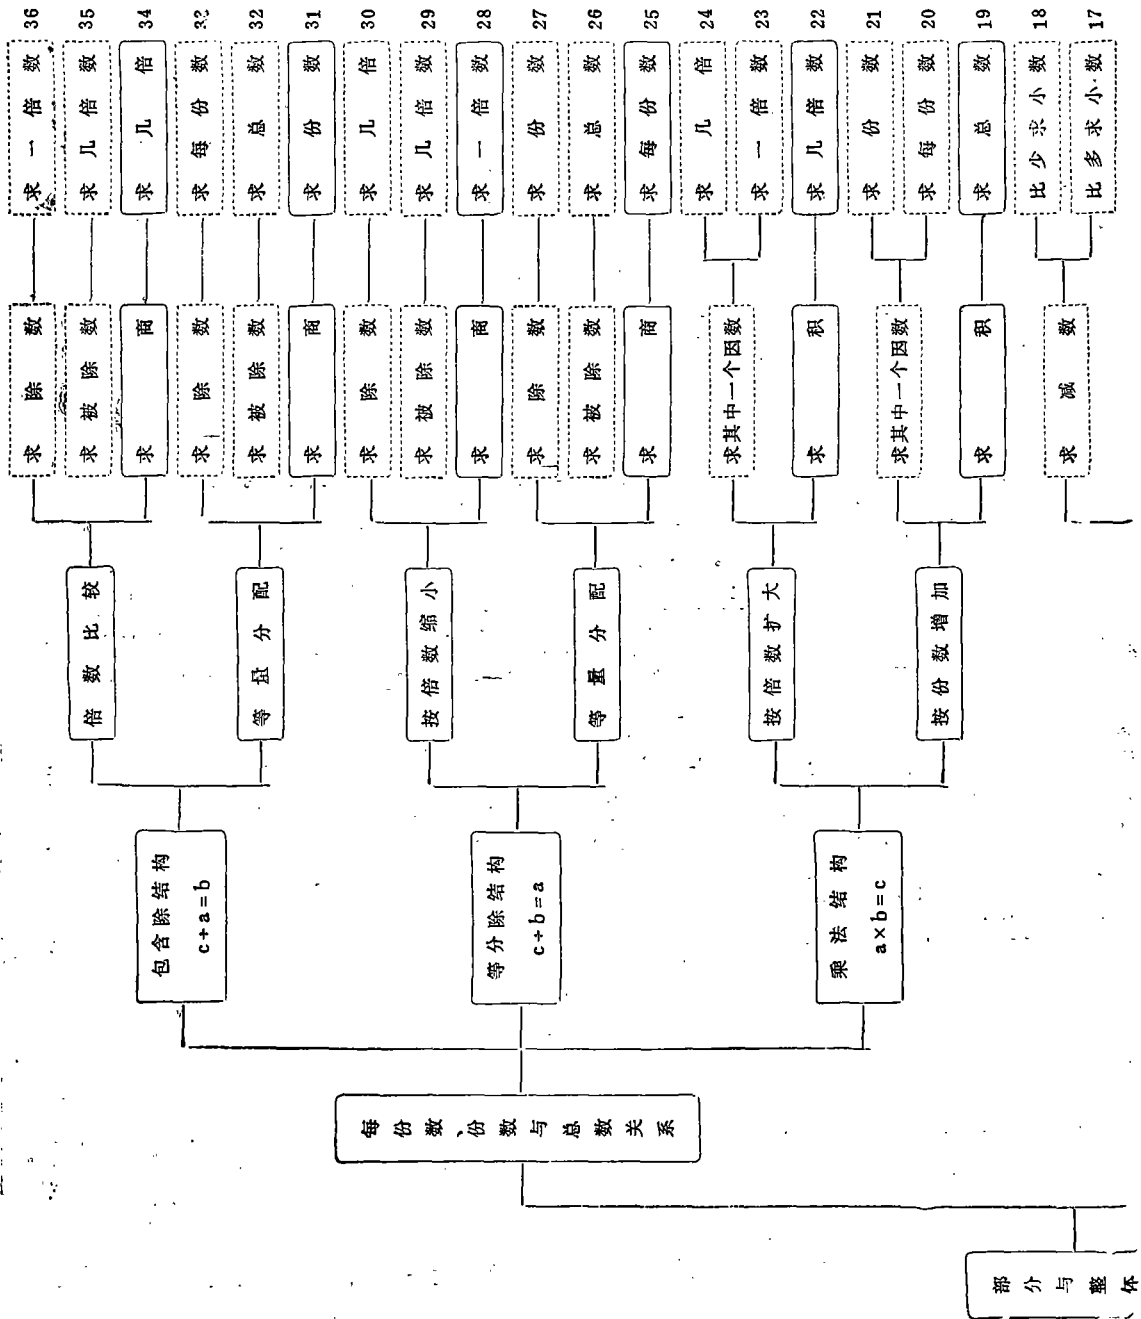 36 35 34 33 32 31 30 29 28 27 26 25 24 23 22 21 20 19 18 17
求一倍数
求几倍数
求几倍
求每份数
求总数
求份数
求几倍
求几倍数
求一倍数
求份数
求总数
求每份数
求几倍
求一倍数
求几倍数
求份数
求每份数
求总数
比少求小数
比多求小数
求除数
求被除数
求商
求除数
求被除数
求商
求除数
求被除数
求商
求除数
求被除数
求商
求其中一个因数
求积
求其中一个因数
求积
求减数
倍数比较
等量分配
按倍数缩小
等量分配
按倍数扩大
按份数增加
包含除结构
c÷a=b
等分除结构
c÷b=a
乘法结构
a×b=c
每份数、份数与总数关系
部分与整体